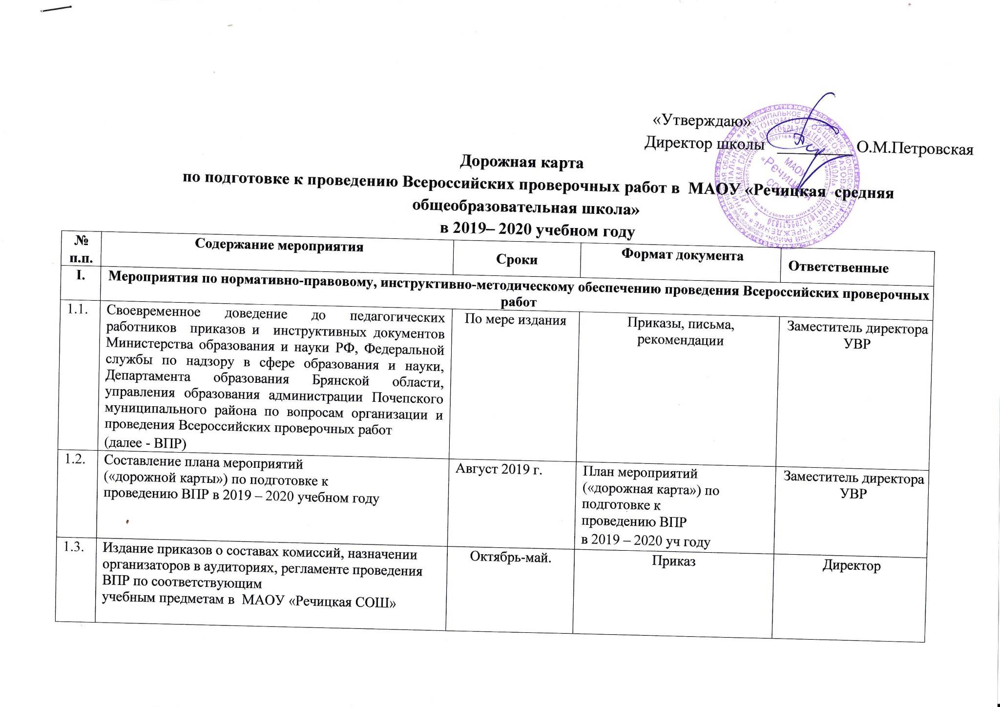 «Утверждаю»
Директор школы ___________ О.М.Петровская
Дорожная карта
по подготовке к проведению Всероссийских проверочных работ в МАОУ «Речицкая средняя
общеобразовательная школа»
в 2019– 2020 учебном году
№
п.п.
Содержание мероприятия
Сроки
Формат документа
Ответственные
I.
Мероприятия по нормативно-правовому, инструктивно-методическому обеспечению проведения Всероссийских проверочных
работ
1.1.
Своевременное доведение до педагогических
работников приказов и инструктивных документов
Министерства образования и науки РФ, Федеральной
службы по надзору в сфере образования и науки,
Департамента образования Брянской области,
управления образования администрации Почепского
муниципального района по вопросам организации и
проведения Всероссийских проверочных работ
(далее - ВПР)
По мере издания
Приказы, письма,
рекомендации
Заместитель директора
УВР
1.2.
Составление плана мероприятий
(«дорожной карты») по подготовке к
проведению ВПР в 2019 – 2020 учебном году
Август 2019 г.
План мероприятий
(«дорожная карта») по
подготовке к
проведению ВПР
в 2019 – 2020 уч году
Заместитель директора
УВР
1.3.
Издание приказов о составах комиссий, назначении
организаторов в аудиториях, регламенте проведения
ВПР по соответствующим
учебным предметам в МАОУ «Речицкая СОШ»
Октябрь-май.
Приказ
Директор
МАОУ
«Речицкая